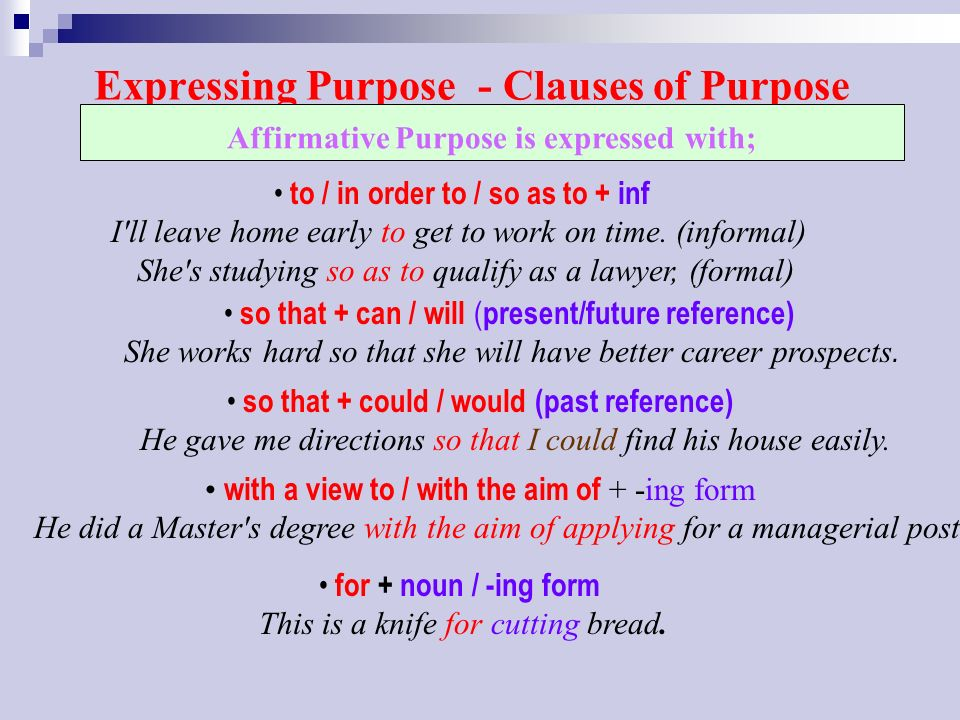 Expressing Purpose - Clauses of Purpose
Affirmative Purpose is expressed with;
• to / in order to / so as to + inf
I'll leave home early to get to work on time. (informal)
She's studying so as to qualify as a lawyer, (formal)
• so that + can / will (present/future reference)
She works hard so that she will have better career prospects.
• so that + could / would (past reference)
He gave me directions so that I could find his house easily.
• with a view to / with the aim of + -ing form
He did a Master's degree with the aim of applying for a managerial post
• for + noun / -ing form
This is a knife for cutting bread.